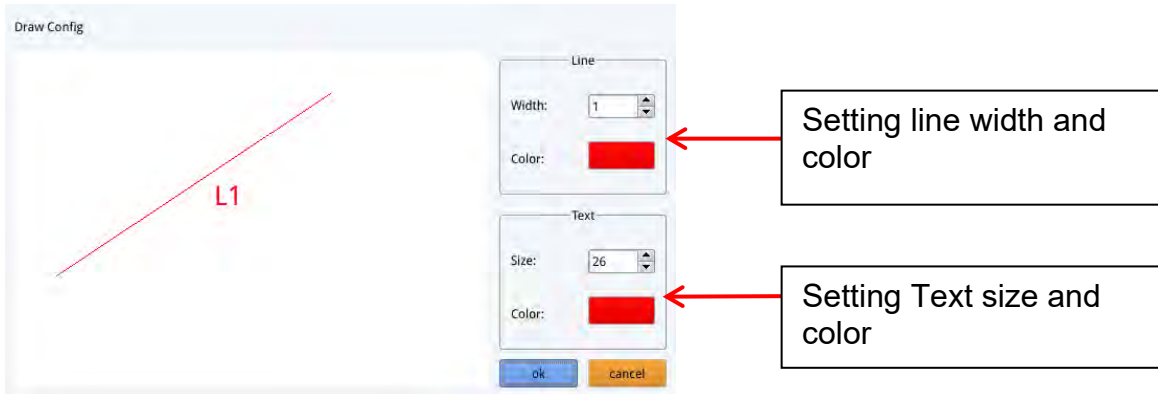 Draw Config
L1
Line
Width: 1
Color:
Text
Size: 26
Color:
ok cancel
Setting line width and
color
Setting Text size and
color